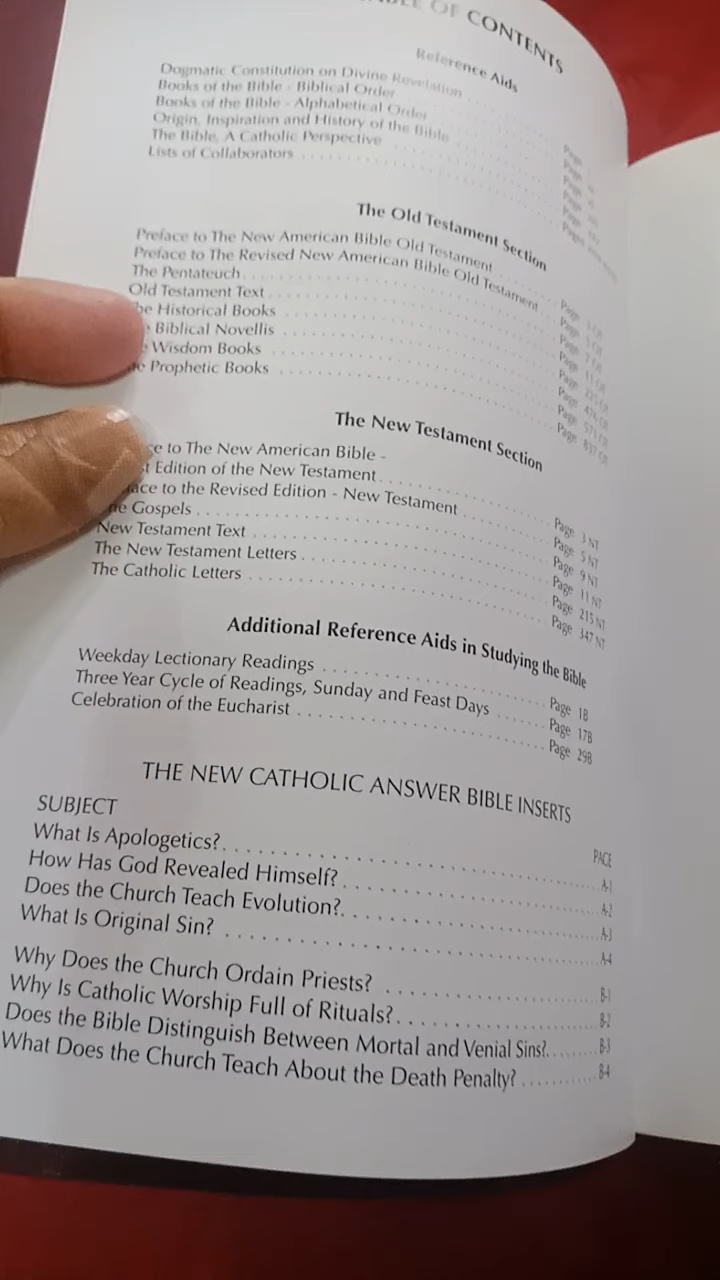 OF CONTENTS
Reference Aids
Dogmatic Constitution on Divine Revelation
Books of the Bible - Biblical Order
Books of the Bible - Alphabetical Order
Origin, Inspiration and History of the Bible
The Bible, A Catholic Perspective
Lists of Collaborators
The Old Testament Section
Preface to The New American Bible Old Testament
Preface to The Revised New American Bible Old Testament
The Pentateuch
Old Testament Text
Historical Books
Biblical Novellis
Wisdom Books
Prophetic Books
The New Testament Section
to The New American Bible -
Edition of the New Testament . . . Page 3 NT
to the Revised Edition - New Testament . . . Page 5 NT
Gospels . . . Page 9 NT
New Testament Text . . . Page 11 NT
The New Testament Letters . . . Page 215 NT
The Catholic Letters . . . Page 347 NT
Additional Reference Aids in Studying the Bible
Weekday Lectionary Readings . . . Page 1B
Three Year Cycle of Readings, Sunday and Feast Days . . . Page 17B
Celebration of the Eucharist . . . Page 29B
THE NEW CATHOLIC ANSWER BIBLE INSERTS
SUBJECT PAGE
What Is Apologetics? . . . A-1
How Has God Revealed Himself? . . . A-2
Does the Church Teach Evolution? . . . A-3
What Is Original Sin? . . . A-4
Why Does the Church Ordain Priests? . . . B-1
Why Is Catholic Worship Full of Rituals? . . . B-2
Does the Bible Distinguish Between Mortal and Venial Sins? . . . B-3
What Does the Church Teach About the Death Penalty? . . . B-4